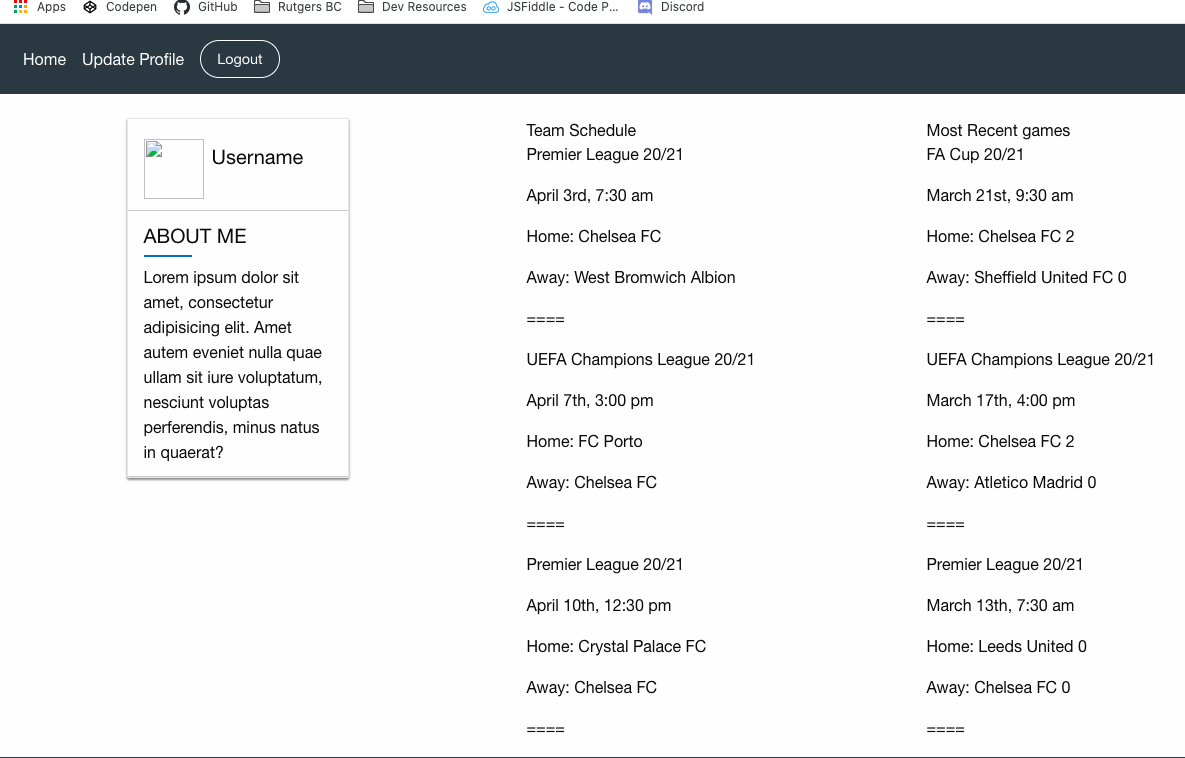 Apps Codepen GitHub Rutgers BC Dev Resources JSFiddle - Code P... Discord
Home Update Profile Logout
Username
ABOUT ME
Lorem ipsum dolor sit
amet, consectetur
adipisicing elit. Amet
autem eveniet nulla quae
ullam sit iure voluptatum,
nesciunt voluptas
perferendis, minus natus
in quaerat?
Team Schedule
Premier League 20/21
April 3rd, 7:30 am
Home: Chelsea FC
Away: West Bromwich Albion
====
UEFA Champions League 20/21
April 7th, 3:00 pm
Home: FC Porto
Away: Chelsea FC
====
Premier League 20/21
April 10th, 12:30 pm
Home: Crystal Palace FC
Away: Chelsea FC
====
Most Recent games
FA Cup 20/21
March 21st, 9:30 am
Home: Chelsea FC 2
Away: Sheffield United FC 0
====
UEFA Champions League 20/21
March 17th, 4:00 pm
Home: Chelsea FC 2
Away: Atletico Madrid 0
====
Premier League 20/21
March 13th, 7:30 am
Home: Leeds United 0
Away: Chelsea FC 0
====